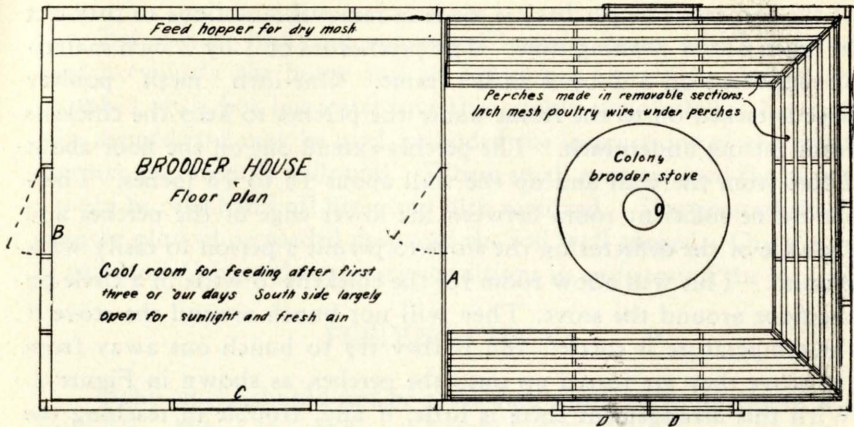 Feed hopper for dry mash
Perches made in removable sections.
Inch mesh poultry wire under perches
BROODER HOUSE
Floor plan
Colony
brooder stove
B
A
Cool room for feeding after first
three or our days South side largely
open for sunlight and fresh air
C
D D